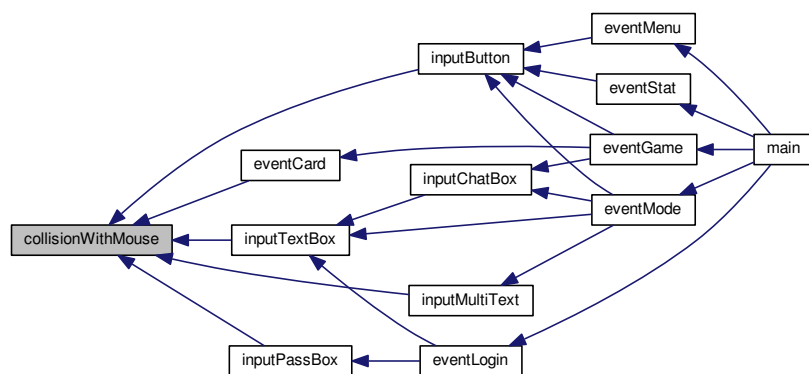 eventMenu
inputButton
eventStat
eventGame
main
eventCard
inputChatBox
eventMode
collisionWithMouse
inputTextBox
inputMultiText
inputPassBox
eventLogin